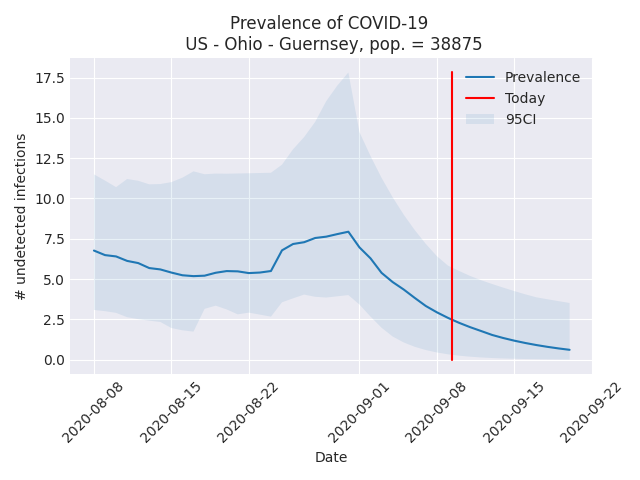 Prevalence of COVID-19
US - Ohio - Guernsey, pop. = 38875
17.5
15.0
12.5
10.0
7.5
5.0
2.5
0.0
# undetected infections
Prevalence
Today
95CI
2020-08-08
2020-08-15
2020-08-22
2020-09-01
2020-09-08
2020-09-15
2020-09-22
Date